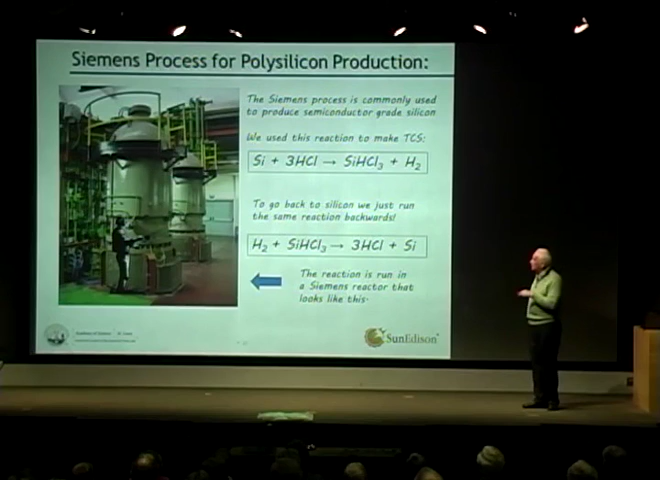 Siemens Process for Polysilicon Production:
The Siemens process is commonly used
to produce semiconductor grade silicon
We used this reaction to make TCS:
Si + 3HCl → SiHCl₃ + H₂
To go back to silicon we just run
the same reaction backwards!
H₂ + SiHCl₃ → 3HCl + Si
The reaction is run in
a Siemens reactor that
looks like this.
SunEdison